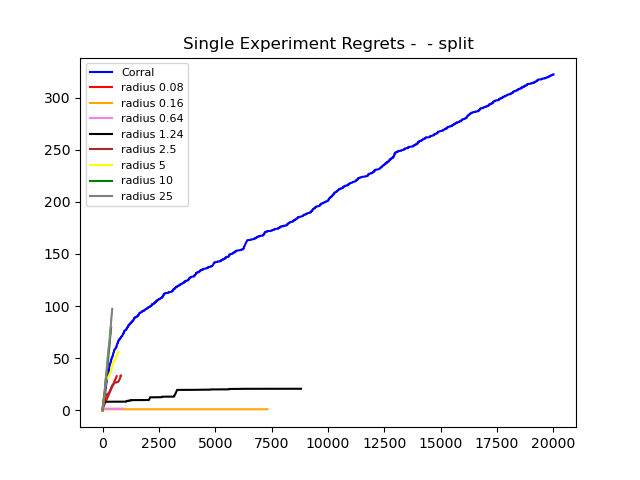 Single Experiment Regrets -  - split
Corral
radius 0.08
radius 0.16
radius 0.64
radius 1.24
radius 2.5
radius 5
radius 10
radius 25
300
250
200
150
100
50
0
0 2500 5000 7500 10000 12500 15000 17500 20000